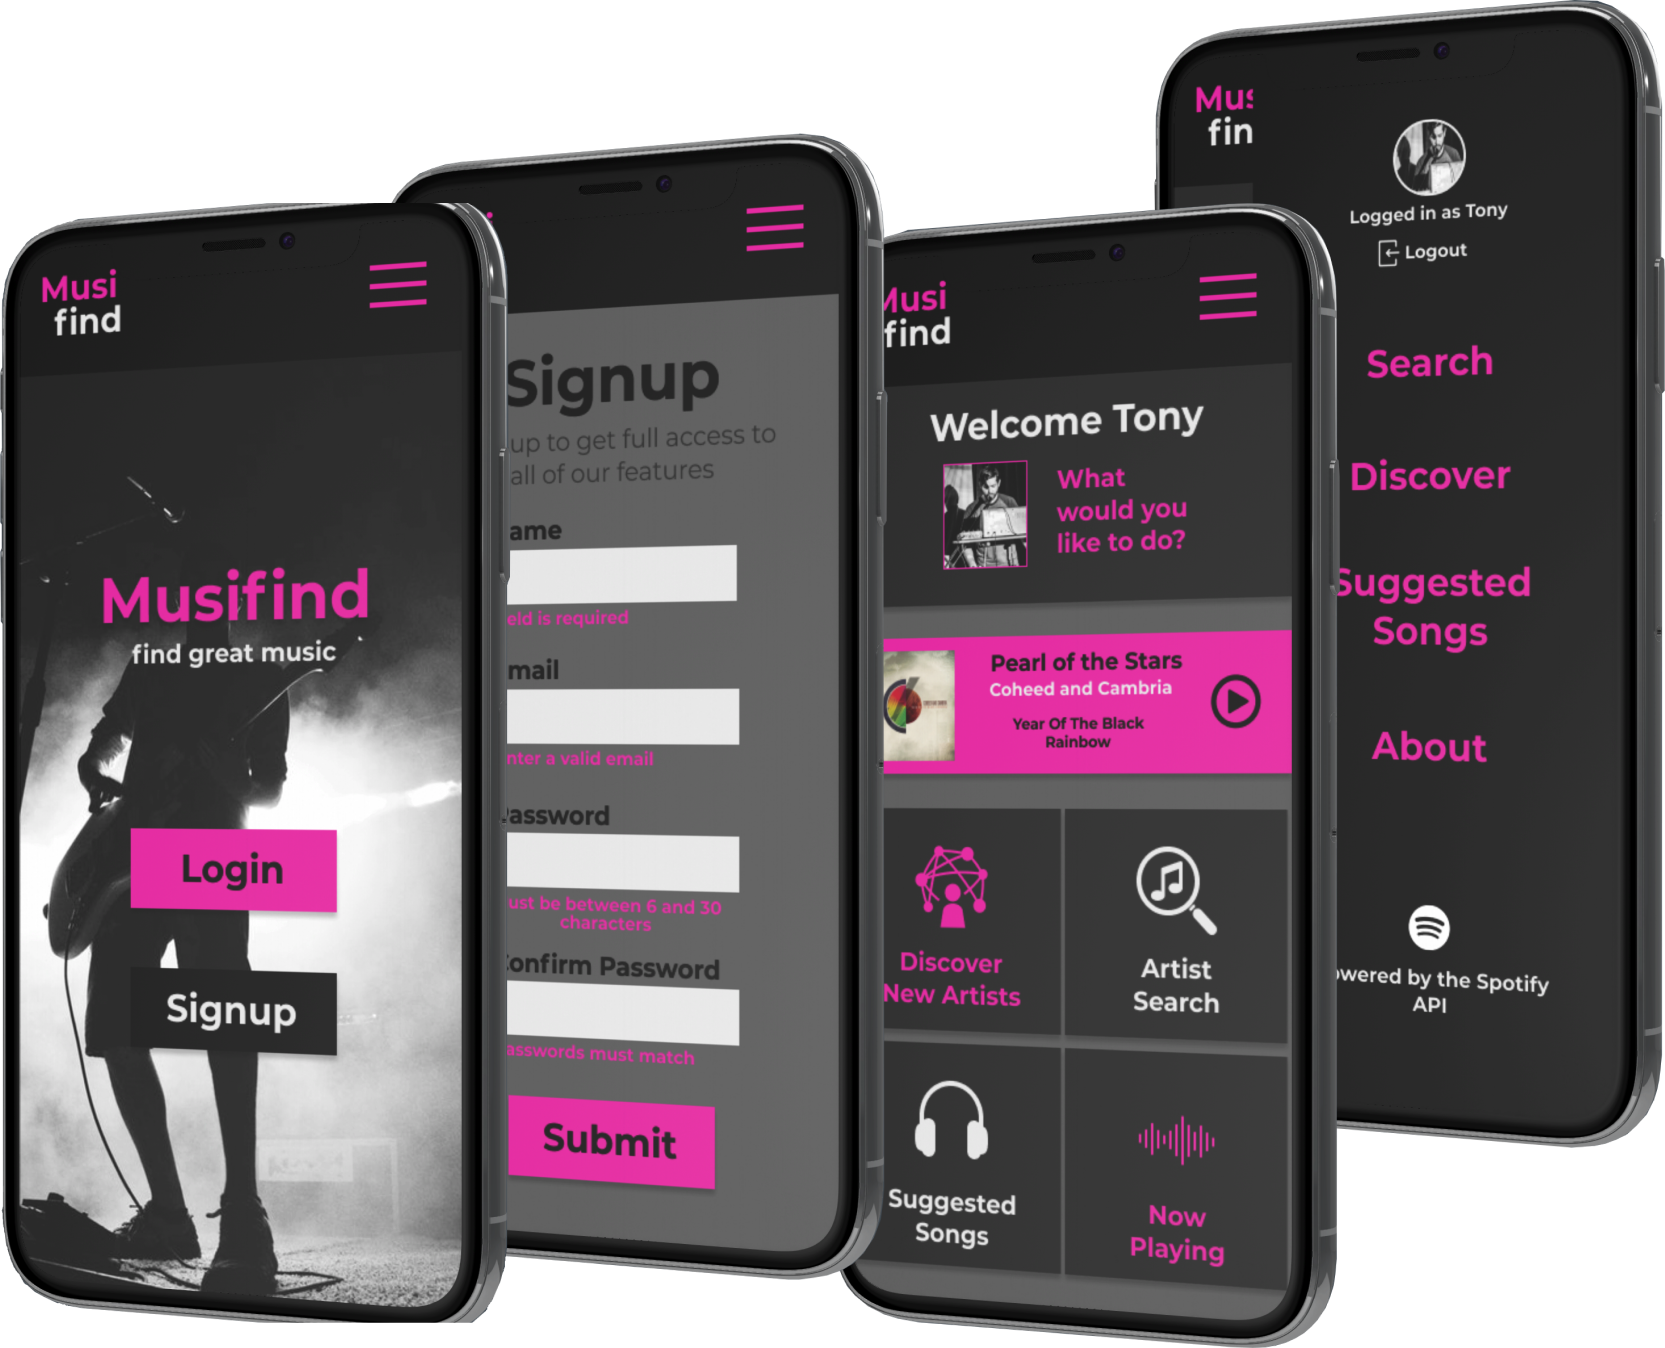 Musi
find
Musifind
find great music
Login
Signup
Signup
up to get full access to
all of our features
ame
eld is required
mail
nter a valid email
assword
ust be between 6 and 30
characters
onfirm Password
asswords must match
Submit
Musi
find
Welcome Tony
What
would you
like to do?
Pearl of the Stars
Coheed and Cambria
Year Of The Black
Rainbow
Discover
New Artists
Artist
Search
Suggested
Songs
Now
Playing
Mus
fin
Logged in as Tony
Logout
Search
Discover
Suggested
Songs
About
owered by the Spotify
API